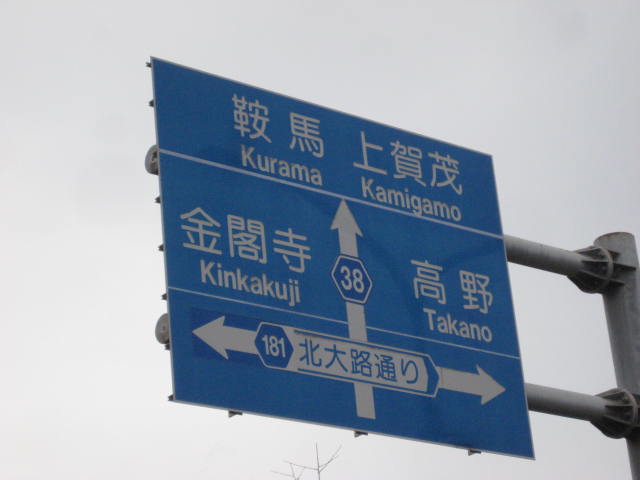 鞍馬 上賀茂
Kurama Kamigamo
金閣寺
Kinkakuji
38
高野
Takano
181 北大路通り